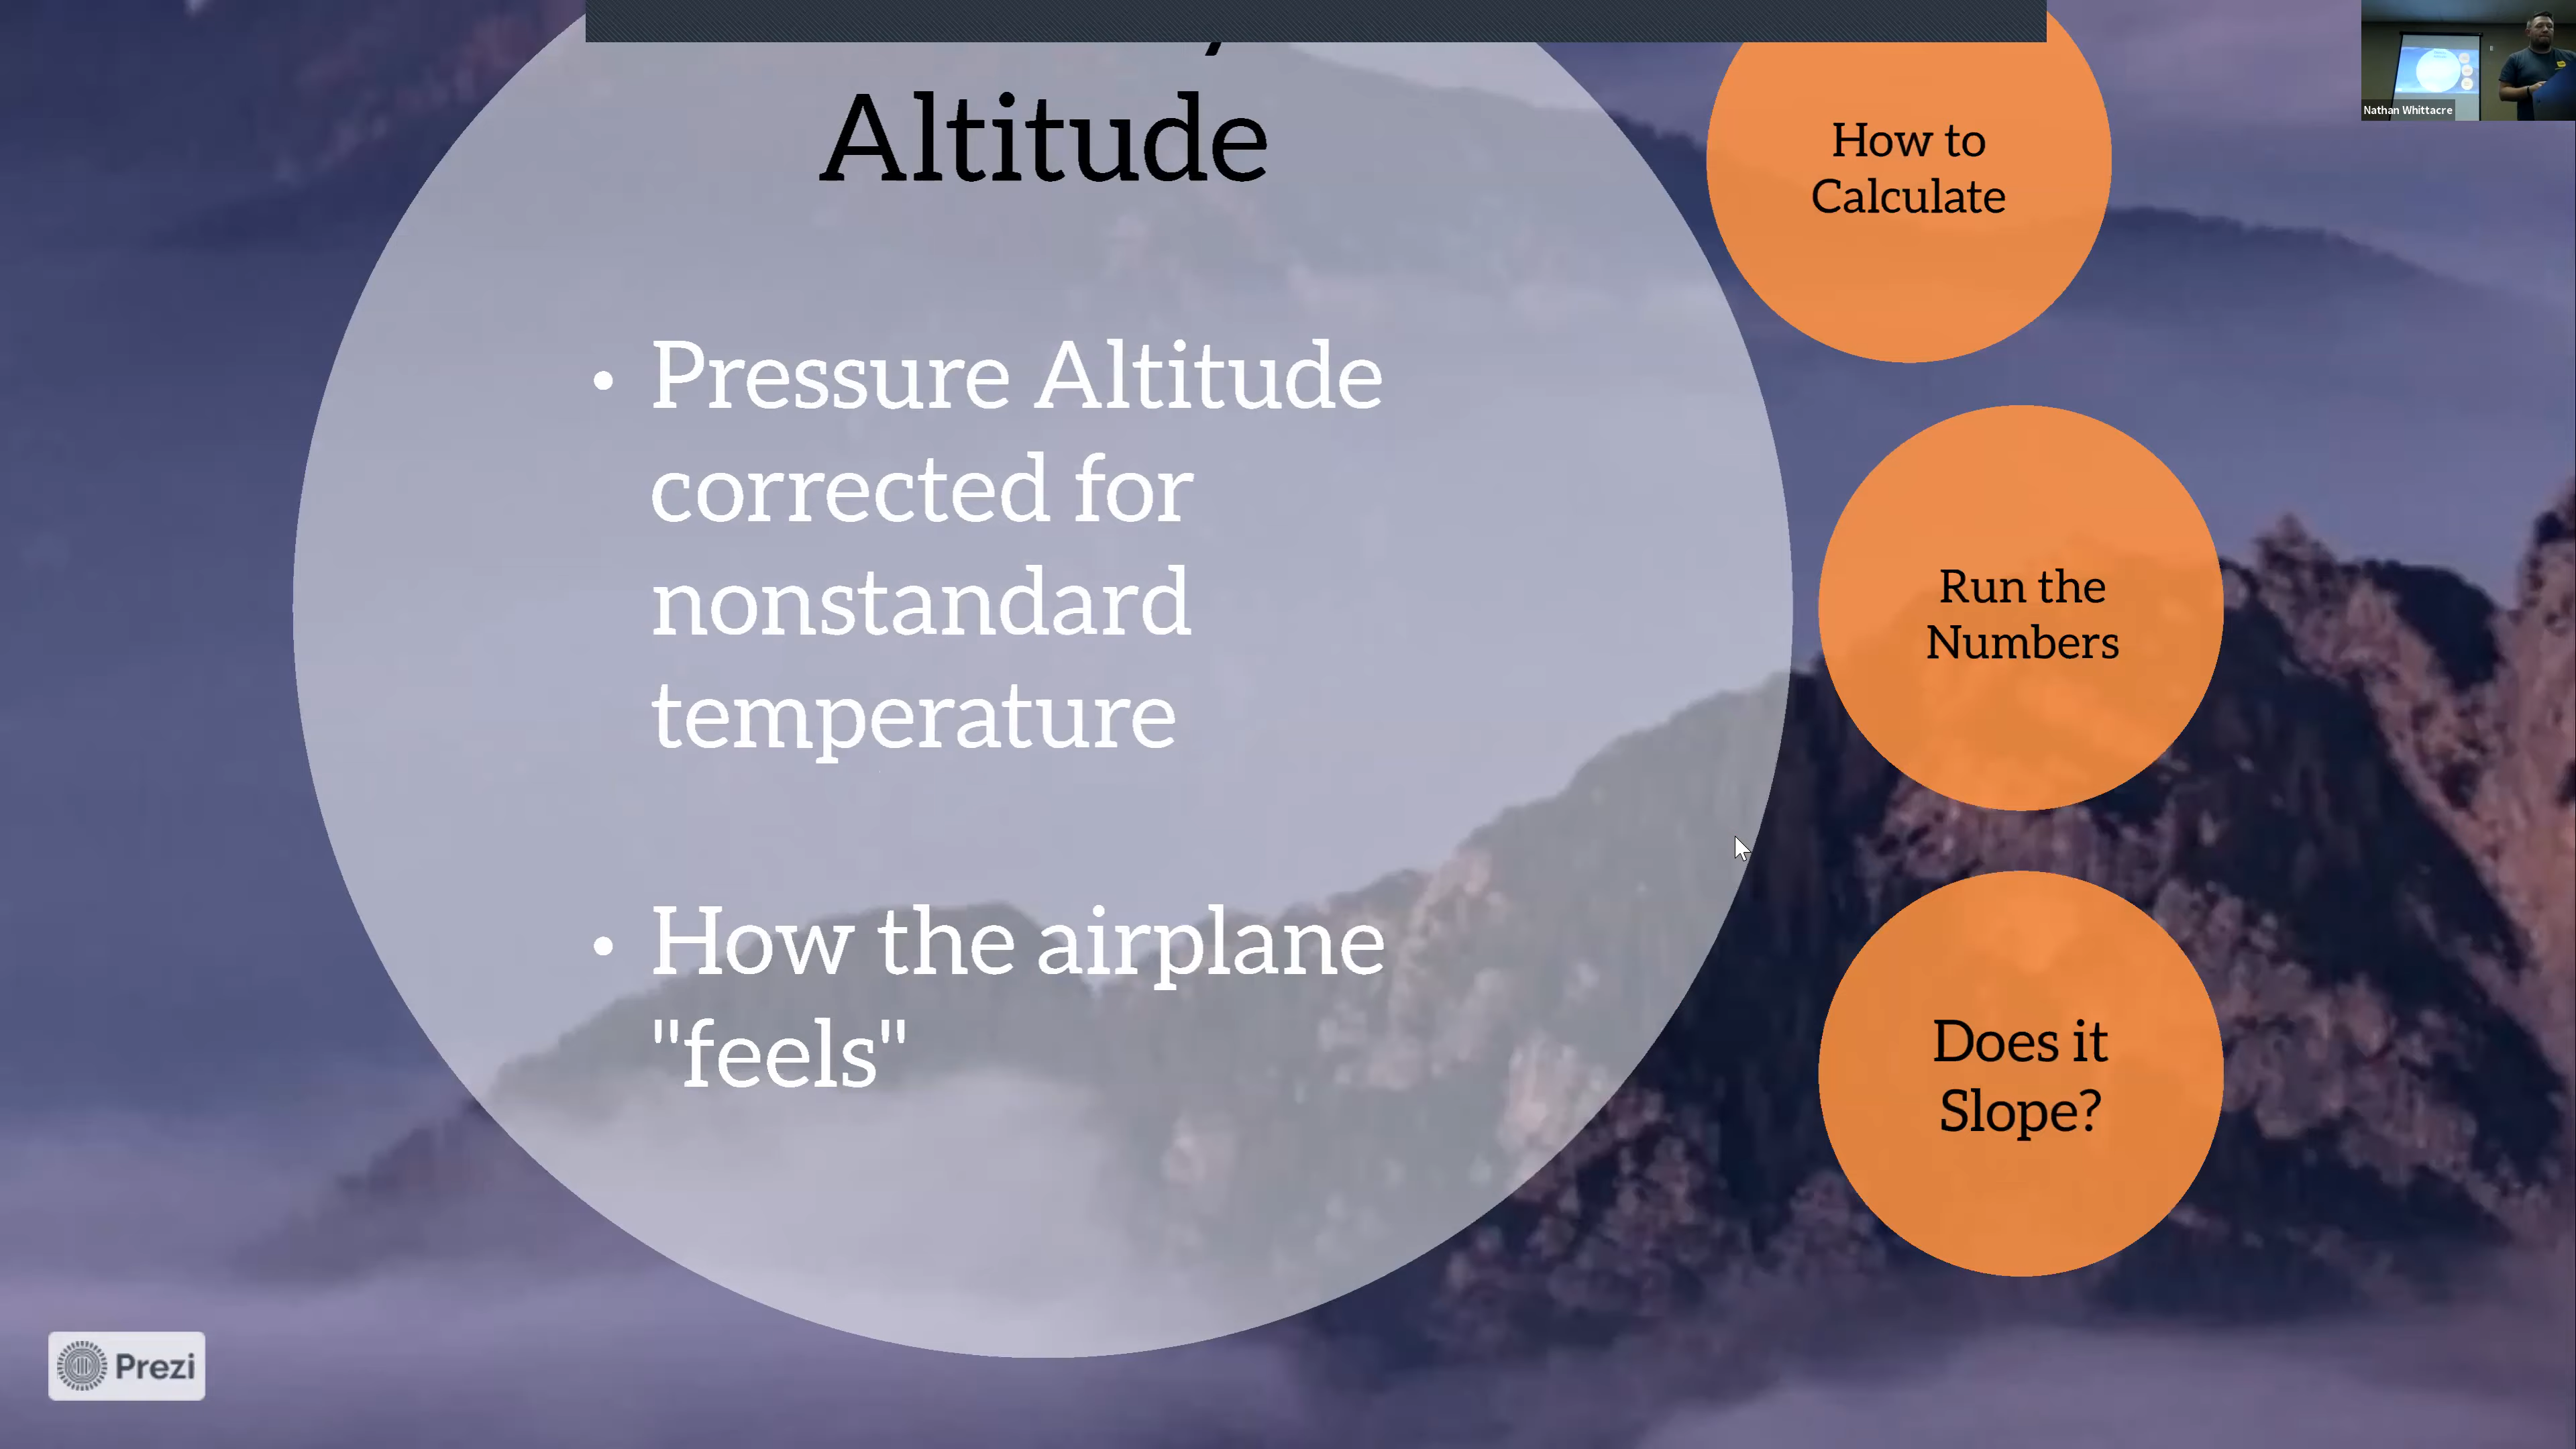 Altitude
• Pressure Altitude
corrected for
nonstandard
temperature
• How the airplane
"feels"
How to
Calculate
Run the
Numbers
Does it
Slope?
Nathan Whittacre
Prezi